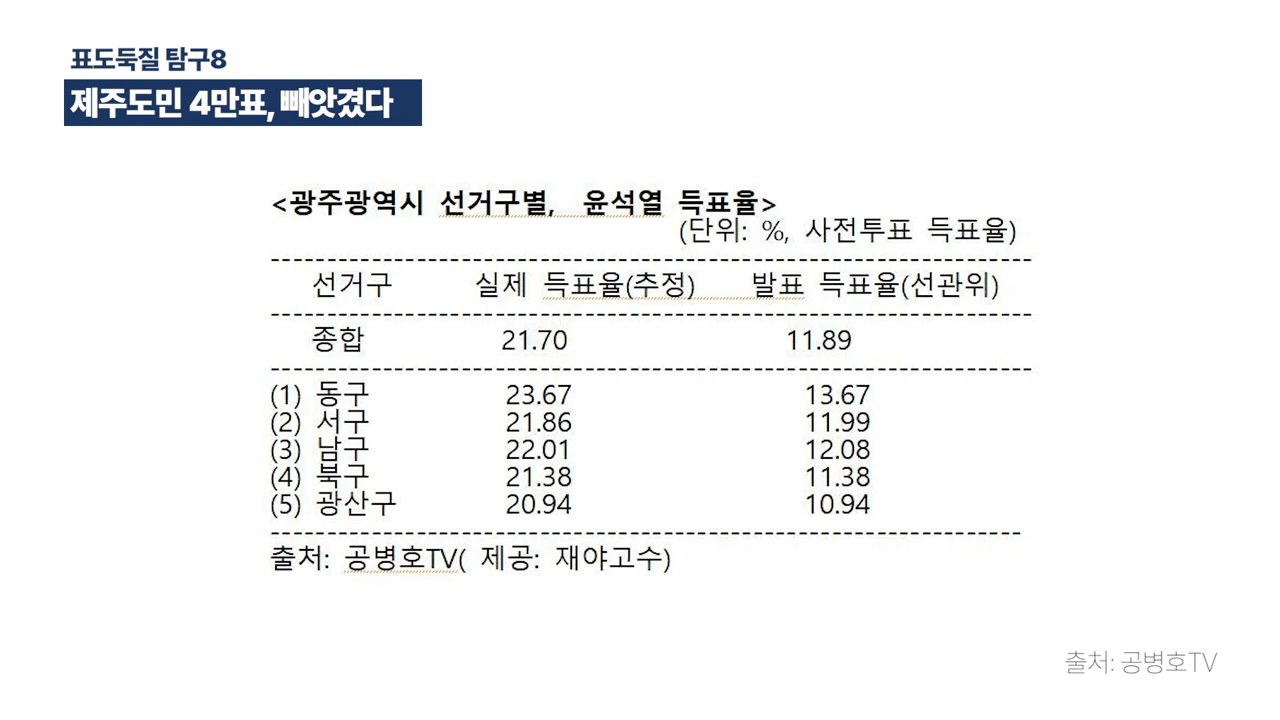 표도둑질 탐구8
제주도민 4만표, 빼앗겼다
<광주광역시 선거구별, 윤석열 득표율>
(단위: %, 사전투표 득표율)
선거구 실제 득표율(추정) 발표 득표율(선관위)
종합 21.70 11.89
(1) 동구 23.67 13.67
(2) 서구 21.86 11.99
(3) 남구 22.01 12.08
(4) 북구 21.38 11.38
(5) 광산구 20.94 10.94
출처: 공병호TV( 제공: 재야고수)
출처: 공병호TV